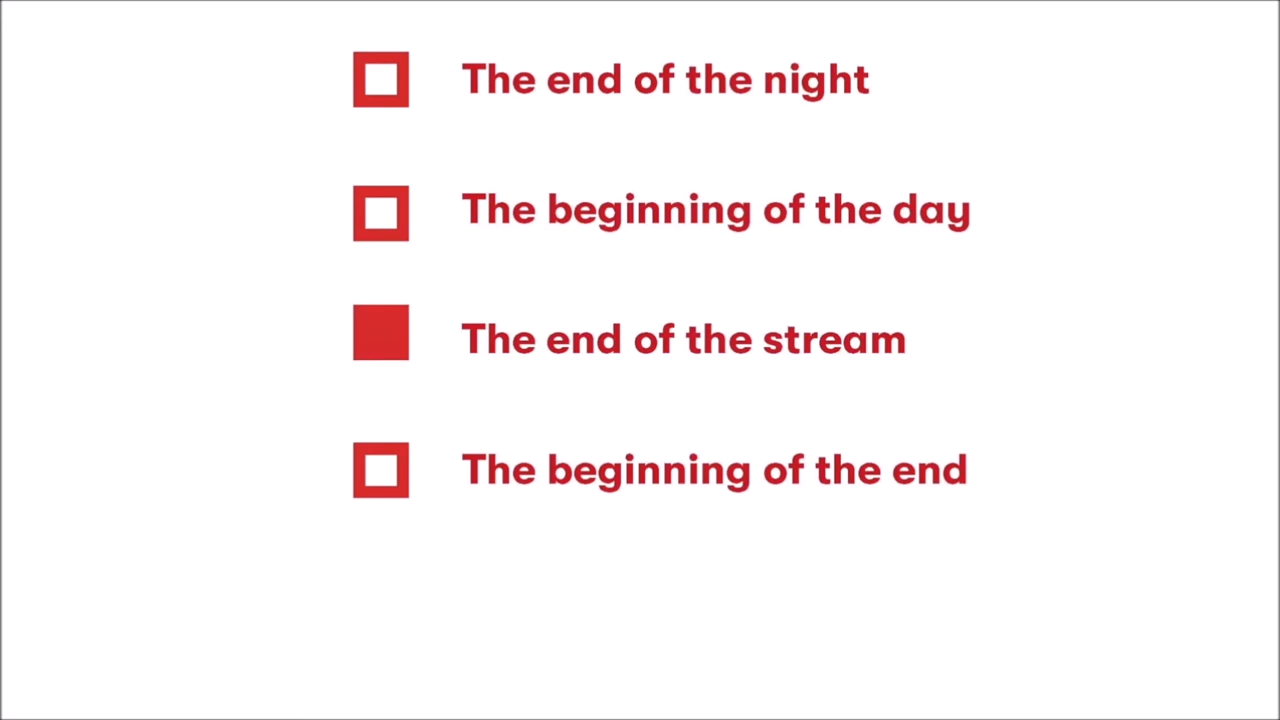 The end of the night
The beginning of the day
The end of the stream
The beginning of the end